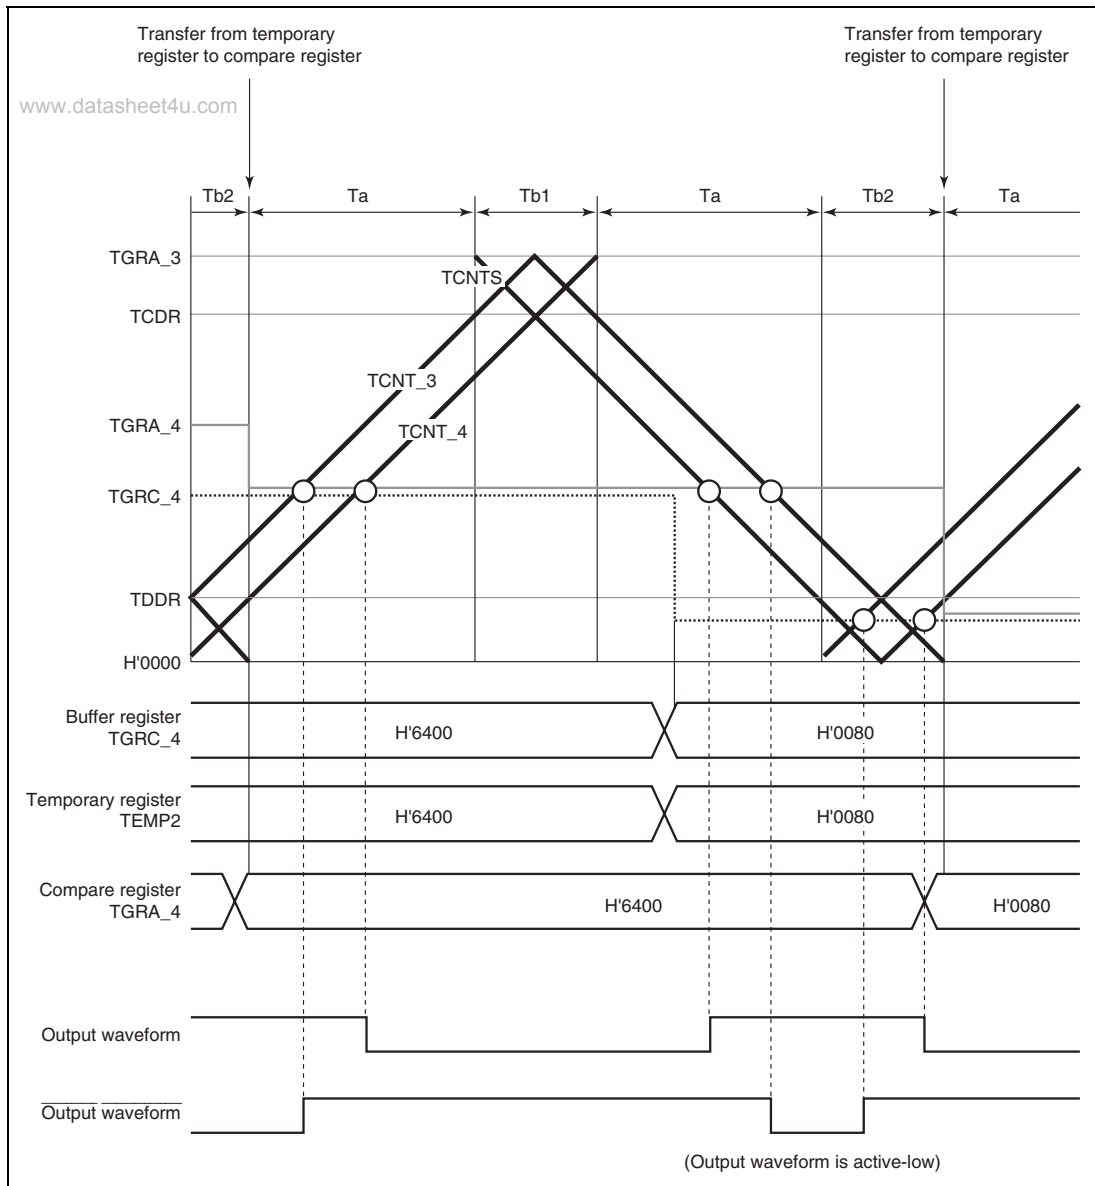 Transfer from temporary
register to compare register
Transfer from temporary
register to compare register
www.datasheet4u.com
Tb2
Ta
Tb1
Ta
Tb2
Ta
TGRA_3
TCNTS
TCDR
TCNT_3
TGRA_4
TCNT_4
TGRC_4
TDDR
H'0000
Buffer register
TGRC_4
H'6400
H'0080
Temporary register
TEMP2
H'6400
H'0080
Compare register
TGRA_4
H'6400
H'0080
Output waveform
Output waveform
(Output waveform is active-low)